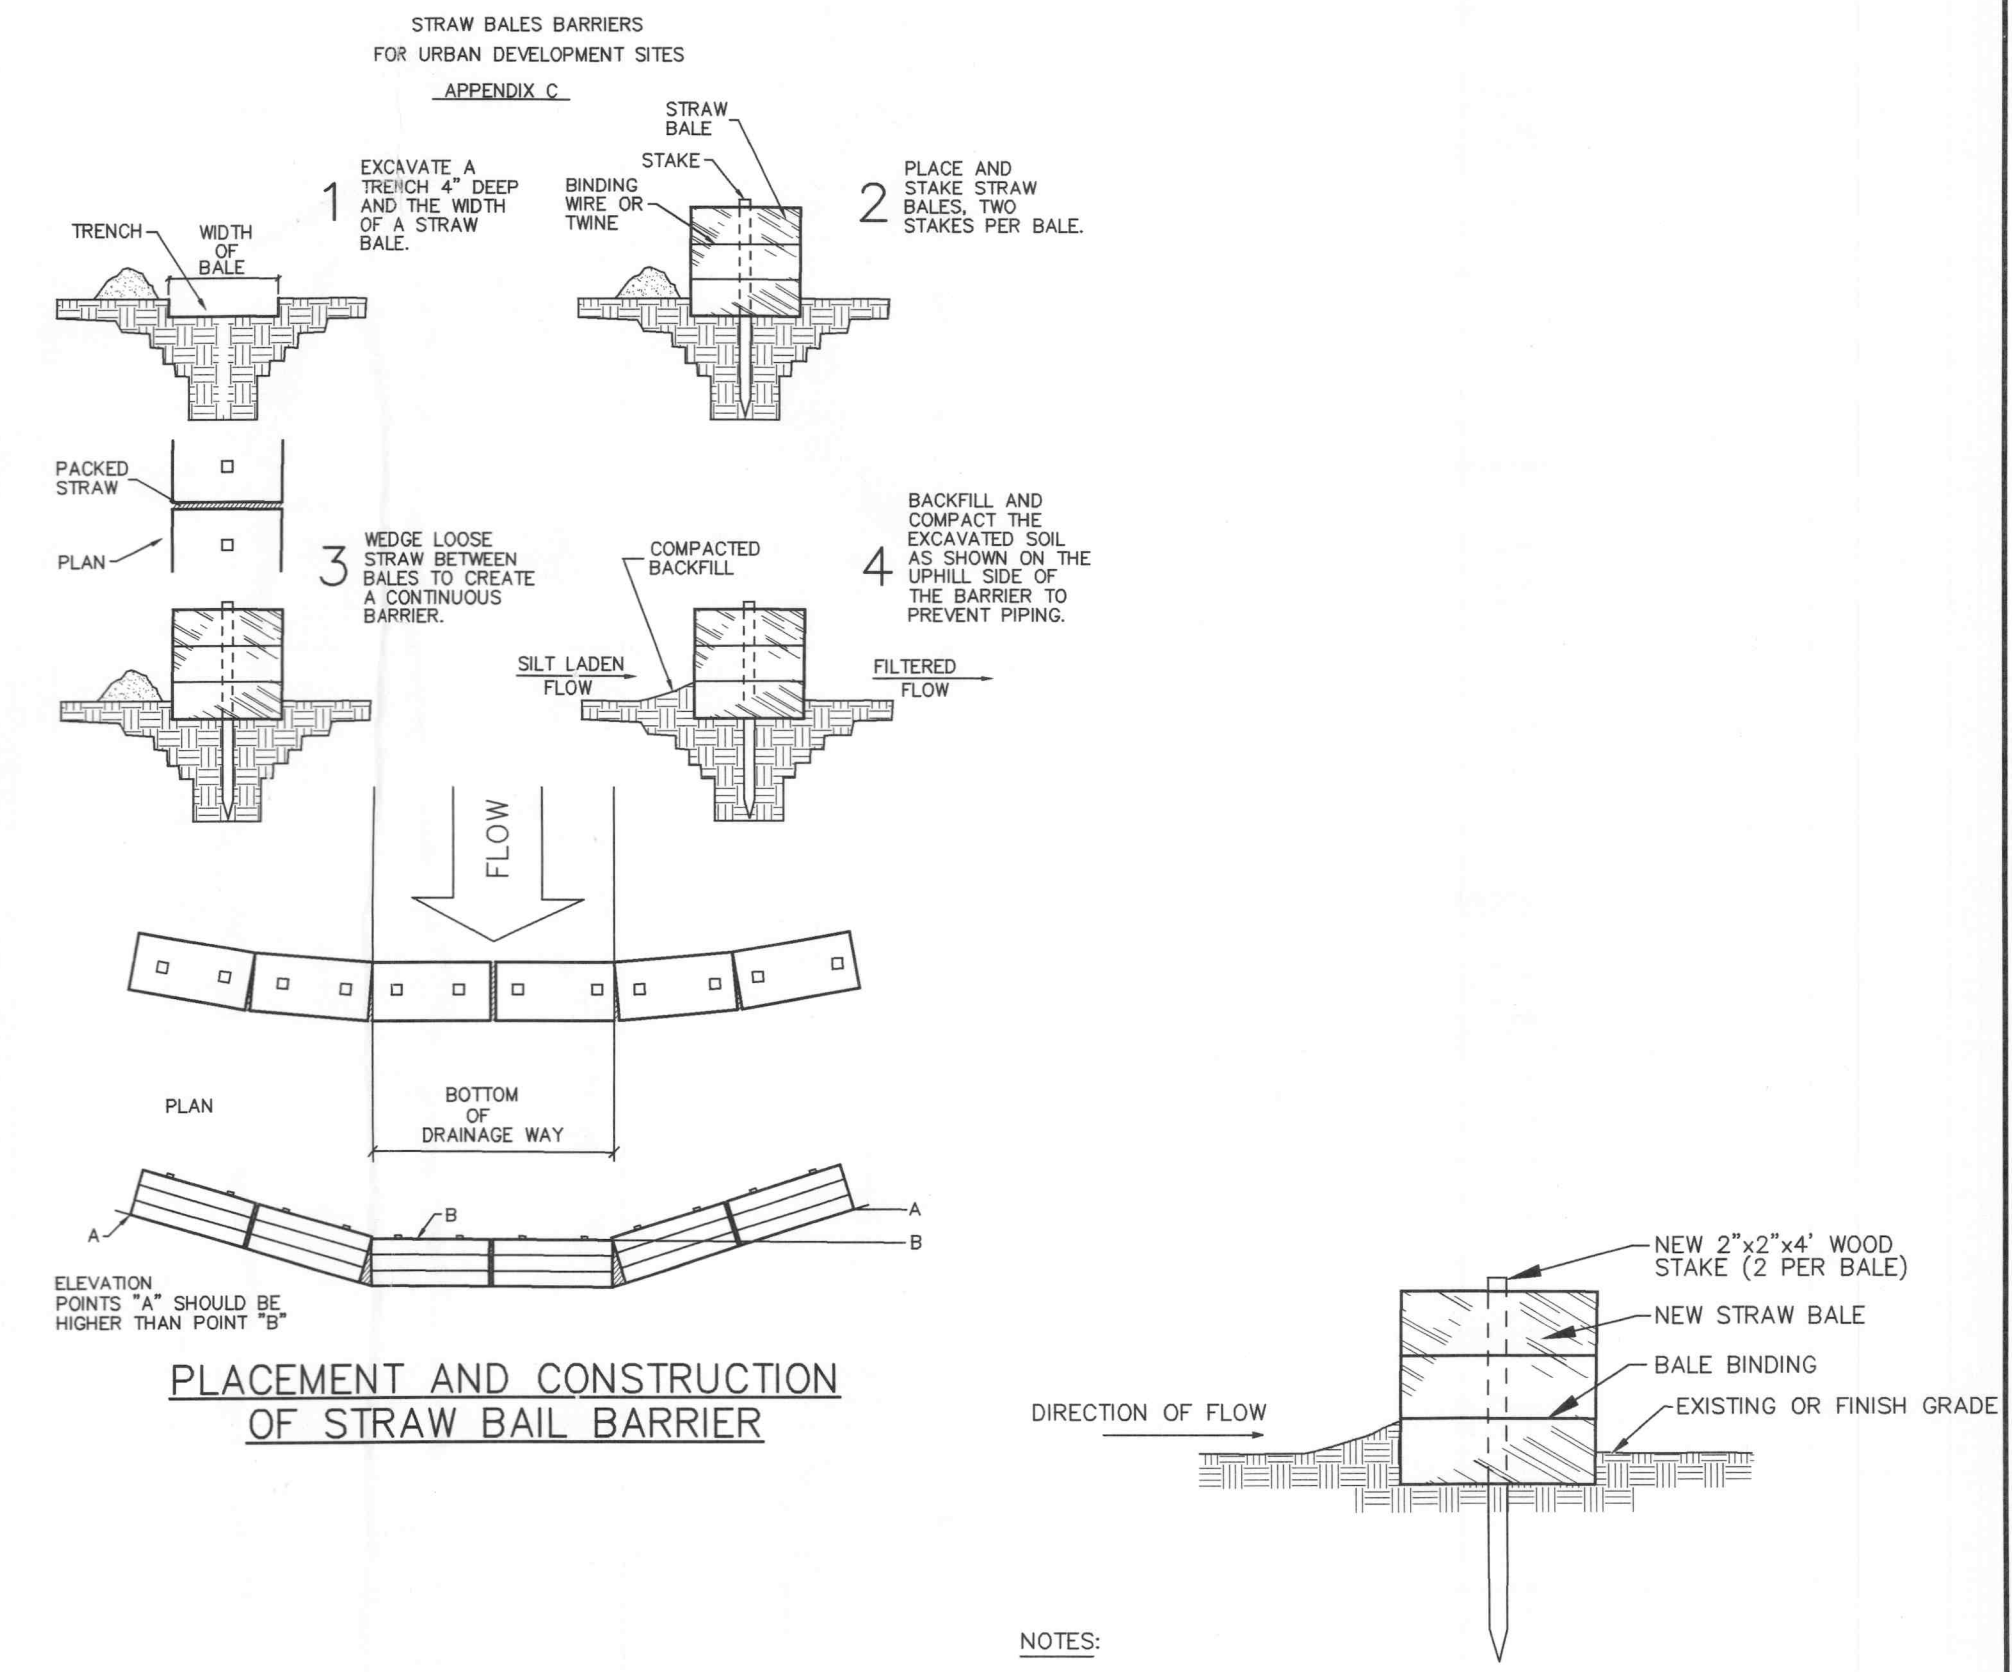 STRAW BALES BARRIERS
FOR URBAN DEVELOPMENT SITES
APPENDIX C
STRAW
BALE
STAKE
BINDING
WIRE OR
TWINE
TRENCH
WIDTH
OF
BALE
1
EXCAVATE A
TRENCH 4" DEEP
AND THE WIDTH
OF A STRAW
BALE.
2
PLACE AND
STAKE STRAW
BALES, TWO
STAKES PER BALE.
PACKED
STRAW
PLAN
3
WEDGE LOOSE
STRAW BETWEEN
BALES TO CREATE
A CONTINUOUS
BARRIER.
COMPACTED
BACKFILL
4
BACKFILL AND
COMPACT THE
EXCAVATED SOIL
AS SHOWN ON THE
UPHILL SIDE OF
THE BARRIER TO
PREVENT PIPING.
SILT LADEN
FLOW
FILTERED
FLOW
FLOW
PLAN
BOTTOM
OF
DRAINAGE WAY
A
B
A
B
ELEVATION
POINTS "A" SHOULD BE
HIGHER THAN POINT "B"
PLACEMENT AND CONSTRUCTION
OF STRAW BAIL BARRIER
NEW 2"x2"x4' WOOD
STAKE (2 PER BALE)
NEW STRAW BALE
BALE BINDING
EXISTING OR FINISH GRADE
DIRECTION OF FLOW
NOTES: